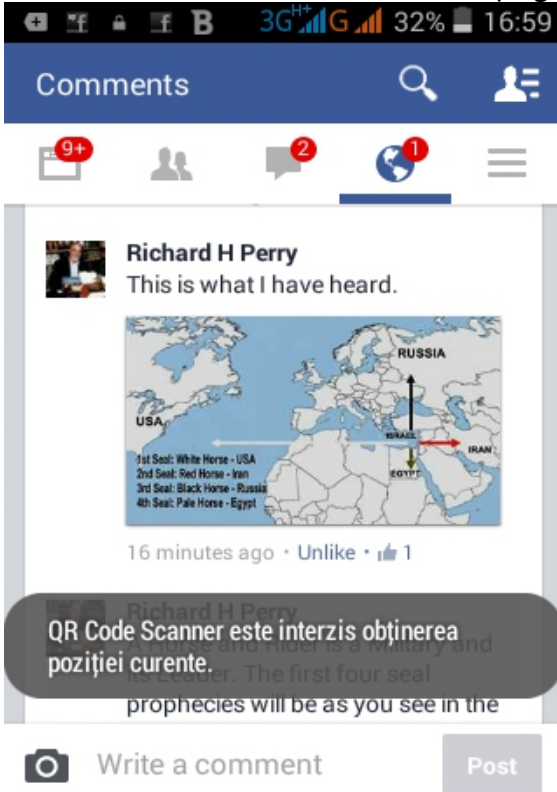 3G H+ G 32% 16:59
Comments
9+ 2 1
Richard H Perry
This is what I have heard.
RUSSIA
USA
ISRAEL
IRAN
EGYPT
1st Seal: White Horse - USA
2nd Seal: Red Horse - Iran
3rd Seal: Black Horse - Russia
4th Seal: Pale Horse - Egypt
16 minutes ago · Unlike · 1
Richard H Perry
QR Code Scanner este interzis obținerea
poziției curente.
A Horse and Rider is a Military and
its Leader. The first four seal
prophecies will be as you see in the
Write a comment
Post